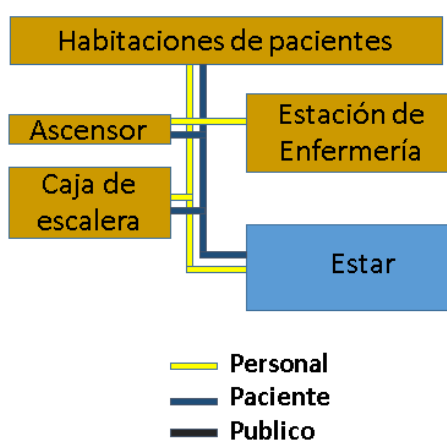 Habitaciones de pacientes
Ascensor
Estación de
Enfermería
Caja de
escalera
Estar
Personal
Paciente
Publico